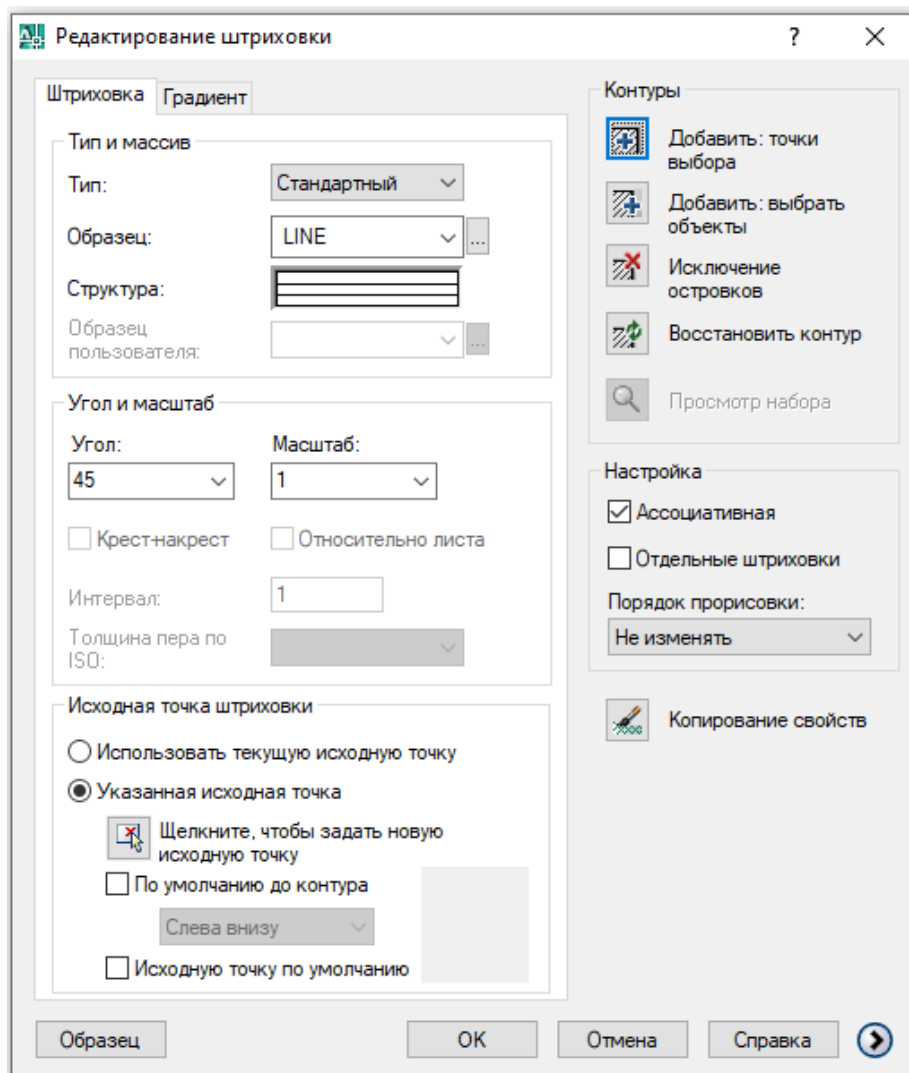 Редактирование штриховки
?
Штриховка
Градиент
Тип и массив
Тип:
Стандартный
Образец:
LINE
...
Структура:
Образец
пользователя:
...
Угол и масштаб
Угол:
Масштаб:
45
1
Крест-накрест
Относительно листа
Интервал:
1
Толщина пера по
ISO:
Исходная точка штриховки
Использовать текущую исходную точку
Указанная исходная точка
Щелкните, чтобы задать новую
исходную точку
По умолчанию до контура
Слева внизу
Исходную точку по умолчанию
Контуры
Добавить: точки
выбора
Добавить: выбрать
объекты
Исключение
островков
Восстановить контур
Просмотр набора
Настройка
Ассоциативная
Отдельные штриховки
Порядок прорисовки:
Не изменять
Копирование свойств
Образец
OK
Отмена
Справка